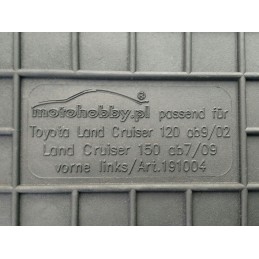 motohobby.pl® passend für
Toyota Land Cruiser 120 ab9/02
Land Cruiser 150 ab7/09
vorne links/Art.191004